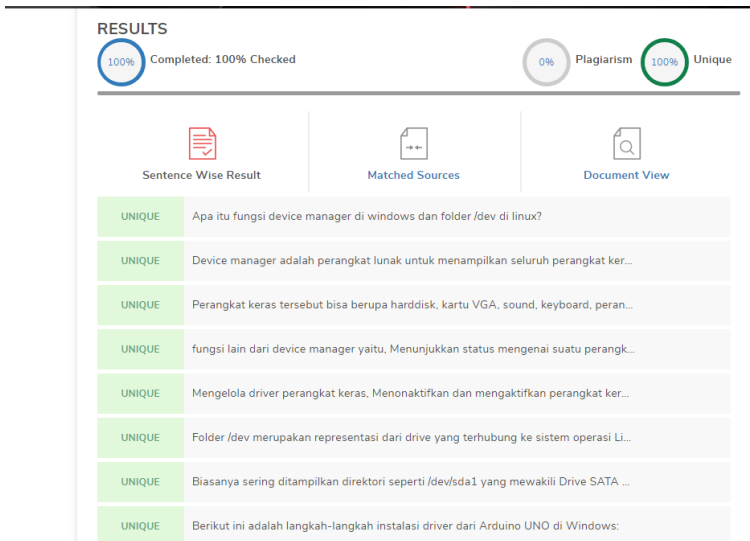 RESULTS
100% Completed: 100% Checked 0% Plagiarism 100% Unique
Sentence Wise Result Matched Sources Document View
UNIQUE Apa itu fungsi device manager di windows dan folder /dev di linux?
UNIQUE Device manager adalah perangkat lunak untuk menampilkan seluruh perangkat ker...
UNIQUE Perangkat keras tersebut bisa berupa harddisk, kartu VGA, sound, keyboard, peran...
UNIQUE fungsi lain dari device manager yaitu, Menunjukkan status mengenai suatu perangk...
UNIQUE Mengelola driver perangkat keras, Menonaktifkan dan mengaktifkan perangkat ker...
UNIQUE Folder /dev merupakan representasi dari drive yang terhubung ke sistem operasi Li...
UNIQUE Biasanya sering ditampilkan direktori seperti /dev/sda1 yang mewakili Drive SATA ...
UNIQUE Berikut ini adalah langkah-langkah instalasi driver dari Arduino UNO di Windows: